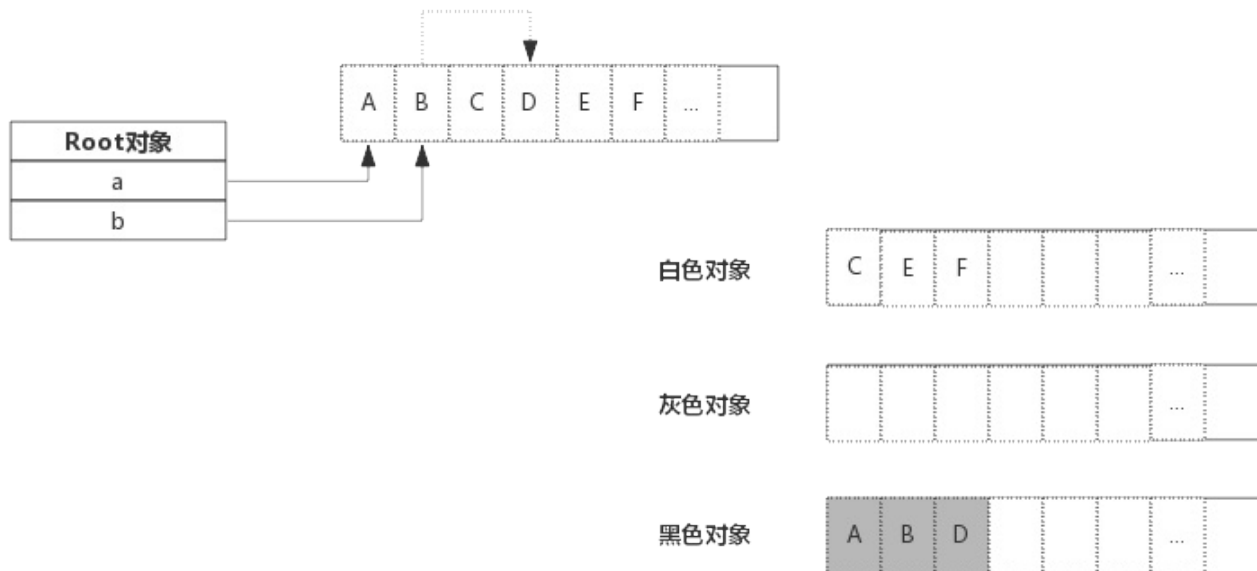 A B C D E F ...
Root对象
a
b
白色对象 C E F ...
灰色对象 ...
黑色对象 A B D ...